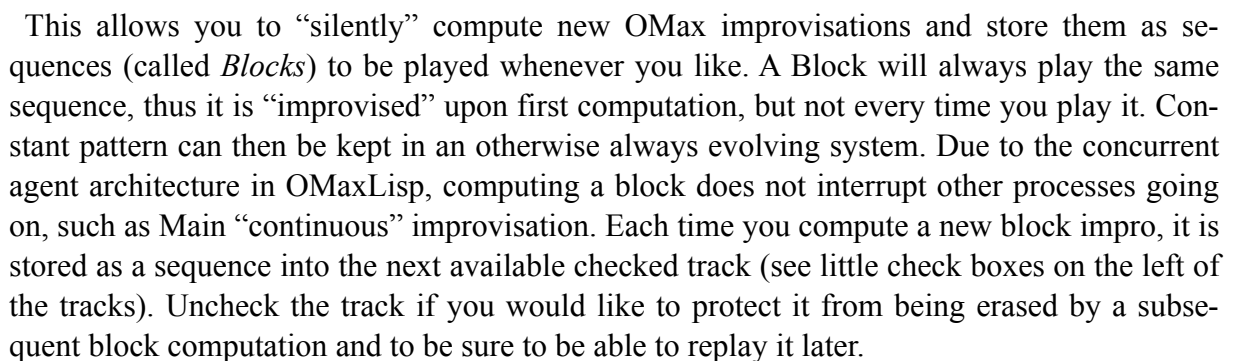 This allows you to “silently” compute new OMax improvisations and store them as se-
quences (called Blocks) to be played whenever you like. A Block will always play the same
sequence, thus it is “improvised” upon first computation, but not every time you play it. Con-
stant pattern can then be kept in an otherwise always evolving system. Due to the concurrent
agent architecture in OMaxLisp, computing a block does not interrupt other processes going
on, such as Main “continuous” improvisation. Each time you compute a new block impro, it is
stored as a sequence into the next available checked track (see little check boxes on the left of
the tracks). Uncheck the track if you would like to protect it from being erased by a subse-
quent block computation and to be sure to be able to replay it later.